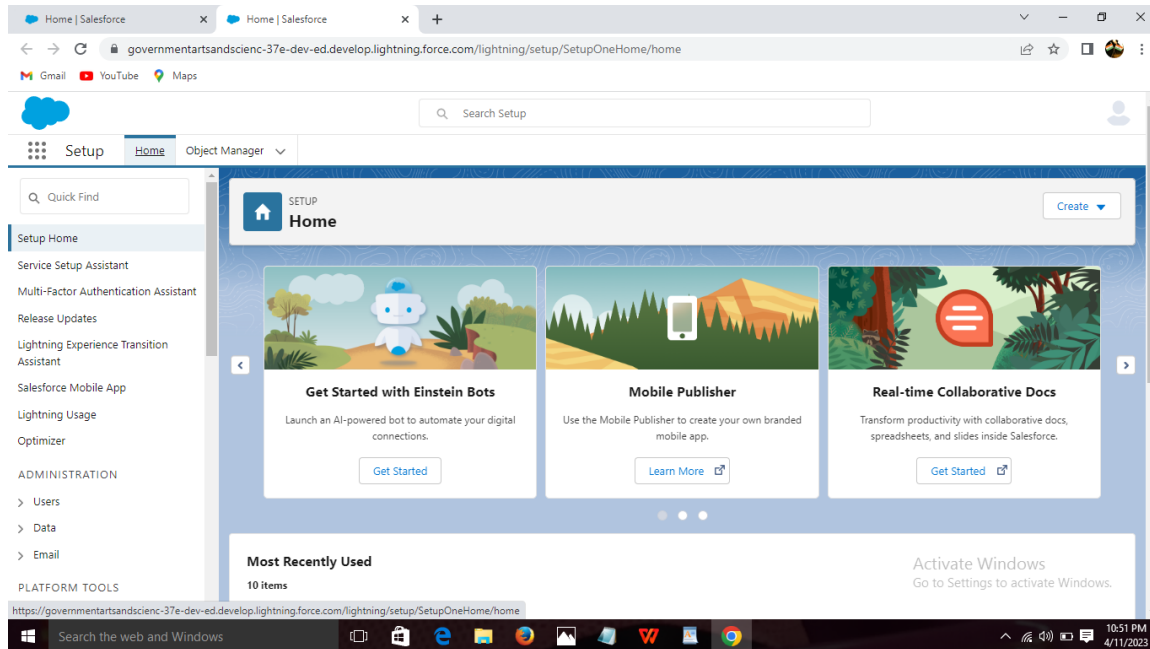 Home | Salesforce
Home | Salesforce
governmentartsandscienc-37e-dev-ed.develop.lightning.force.com/lightning/setup/SetupOneHome/home
Gmail YouTube Maps
Search Setup
Setup Home Object Manager
Quick Find
Setup Home
Service Setup Assistant
Multi-Factor Authentication Assistant
Release Updates
Lightning Experience Transition
Assistant
Salesforce Mobile App
Lightning Usage
Optimizer
ADMINISTRATION
Users
Data
Email
PLATFORM TOOLS
SETUP
Home
Create
Get Started with Einstein Bots
Launch an AI-powered bot to automate your digital
connections.
Get Started
Mobile Publisher
Use the Mobile Publisher to create your own branded
mobile app.
Learn More
Real-time Collaborative Docs
Transform productivity with collaborative docs,
spreadsheets, and slides inside Salesforce.
Get Started
Most Recently Used
10 items
Activate Windows
Go to Settings to activate Windows.
https://governmentartsandscienc-37e-dev-ed.develop.lightning.force.com/lightning/setup/SetupOneHome/home
Search the web and Windows
10:51 PM
4/11/2023